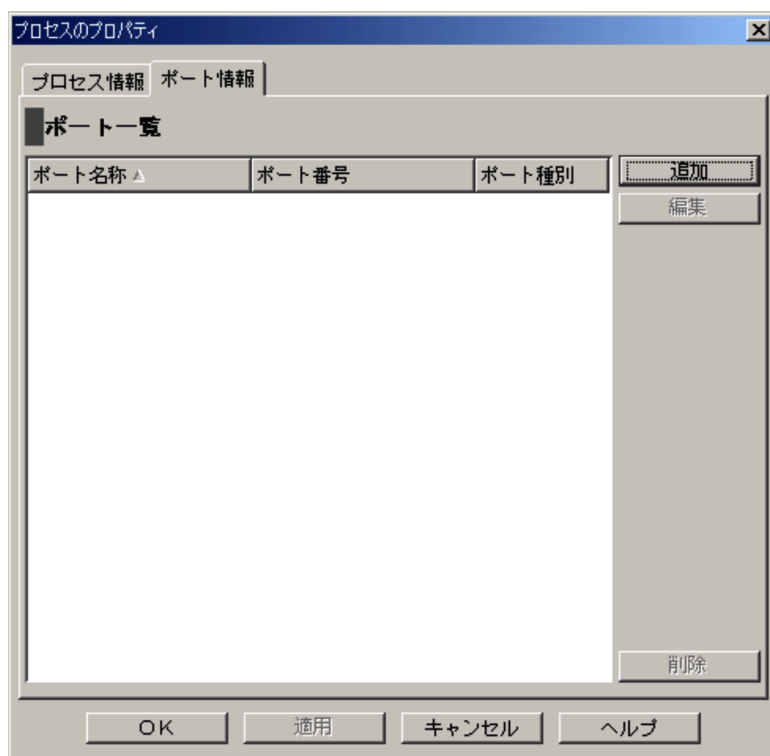 プロセスのプロパティ
プロセス情報 ポート情報
ポート一覧
ポート名称 ポート番号 ポート種別 追加
編集
削除
OK 適用 キャンセル ヘルプ